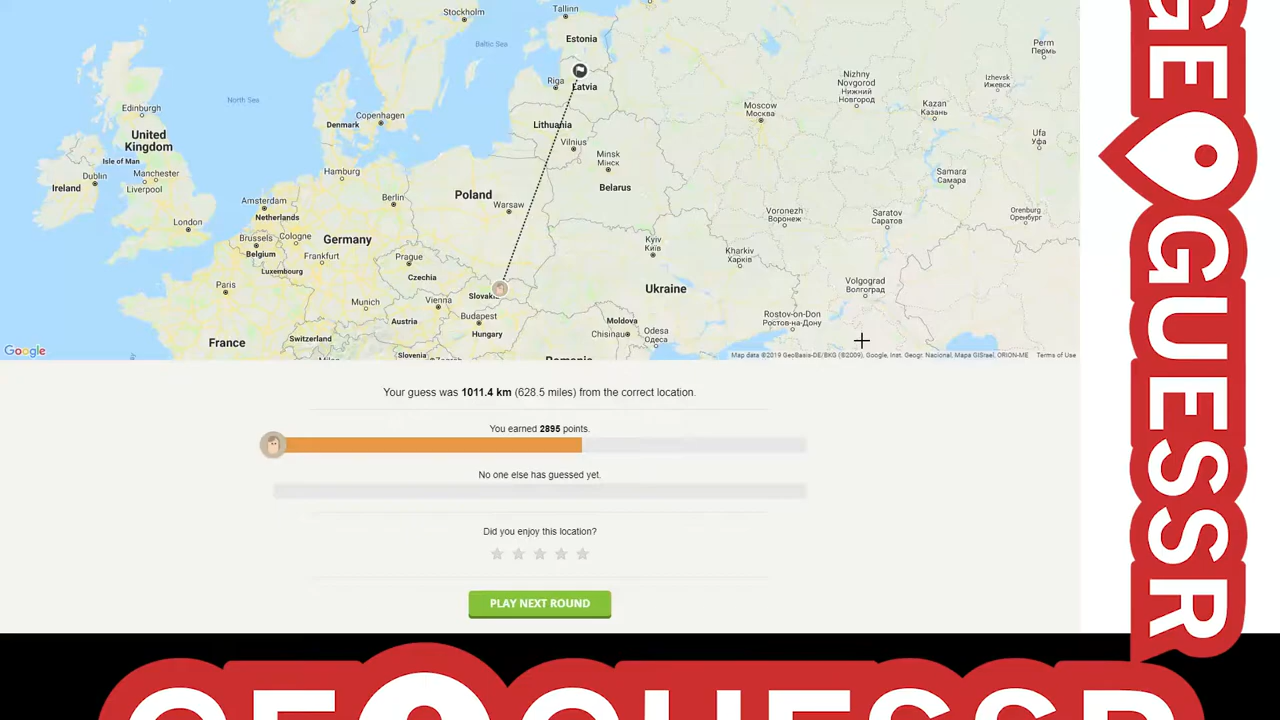 Stockholm
Tallinn
Estonia
Baltic Sea
Perm
Пермь
Riga
Latvia
Nizhny
Novgorod
Нижний
Новгород
Izhevsk
Ижевск
Edinburgh
North Sea
Moscow
Москва
Kazan
Казань
Denmark
Copenhagen
Lithuania
Vilnius
Ufa
Уфа
United
Kingdom
Isle of Man
Minsk
Мінск
Dublin
Manchester
Ireland
Liverpool
Hamburg
Belarus
Samara
Самара
Poland
Berlin
Warsaw
Amsterdam
Netherlands
London
Voronezh
Воронеж
Saratov
Саратов
Orenburg
Оренбург
Brussels
Cologne
Belgium
Germany
Frankfurt
Kyiv
Київ
Kharkiv
Харків
Luxembourg
Prague
Czechia
Paris
Slovakia
Ukraine
Volgograd
Волгоград
Munich
Vienna
Austria
Budapest
Hungary
Moldova
Chisinau
Odesa
Одеса
Rostov-on-Don
Ростов-на-Дону
France
Switzerland
Slovenia
Romania
Google
Map data ©2019 GeoBasis-DE/BKG (©2009), Google, Inst. Geogr. Nacional, Mapa GISrael, ORION-ME
Terms of Use
Your guess was 1011.4 km (628.5 miles) from the correct location.
You earned 2895 points.
No one else has guessed yet.
Did you enjoy this location?
PLAY NEXT ROUND
GEOGUESSR
GEOGUESSR